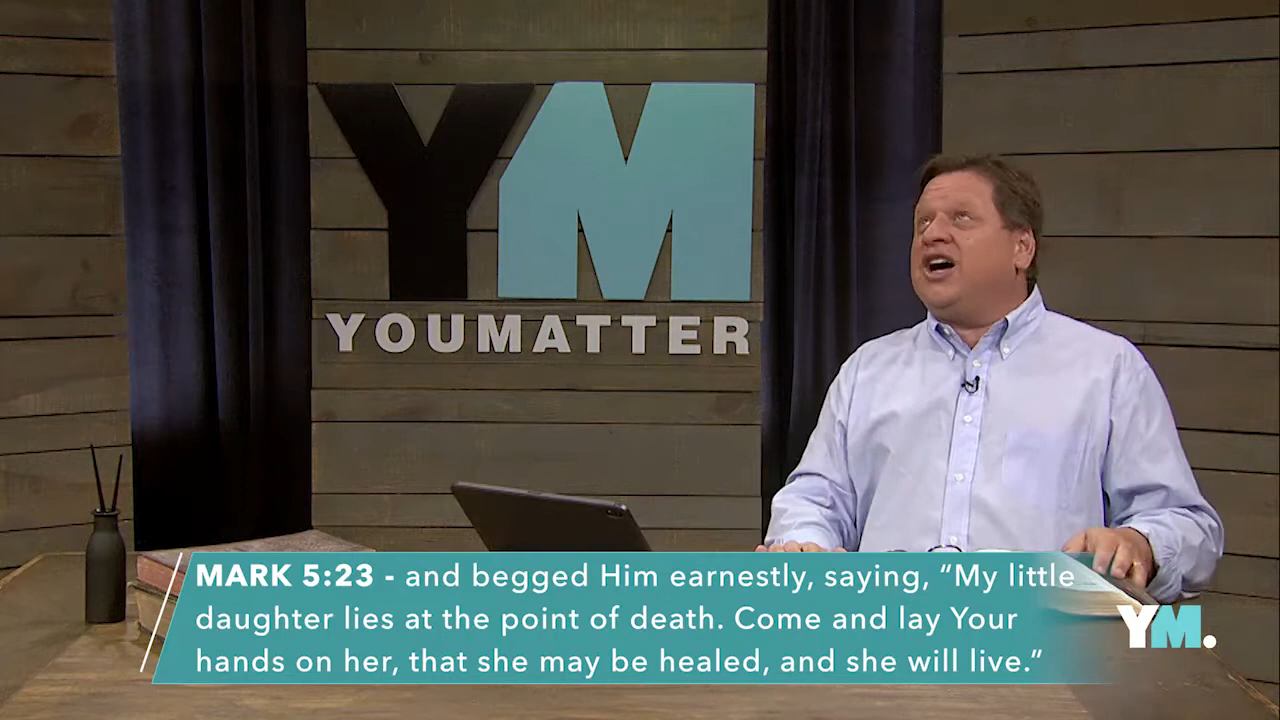 YM
YOUMATTER
MARK 5:23 - and begged Him earnestly, saying, “My little
daughter lies at the point of death. Come and lay Your
hands on her, that she may be healed, and she will live.”
YM.